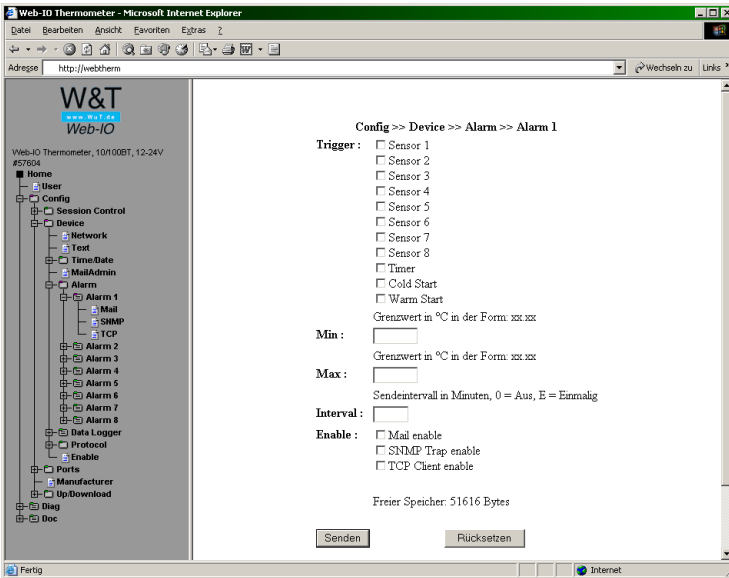 Web-IO Thermometer - Microsoft Internet Explorer
Datei Bearbeiten Ansicht Favoriten Extras ?
Adresse http://webtherm Wechseln zu Links »
W&T
www.WuT.de
Web-IO
Web-IO Thermometer, 10/100BT, 12-24V
#57604
Home
User
Config
Session Control
Device
Network
Text
Time/Date
MailAdmin
Alarm
Alarm 1
Mail
SNMP
TCP
Alarm 2
Alarm 3
Alarm 4
Alarm 5
Alarm 6
Alarm 7
Alarm 8
Data Logger
Protocol
Enable
Ports
Manufacturer
Up/Download
Diag
Doc
Config >> Device >> Alarm >> Alarm 1
Trigger : Sensor 1
Sensor 2
Sensor 3
Sensor 4
Sensor 5
Sensor 6
Sensor 7
Sensor 8
Timer
Cold Start
Warm Start
Grenzwert in °C in der Form: xx.xx
Min :
Grenzwert in °C in der Form: xx.xx
Max :
Sendeintervall in Minuten, 0 = Aus, E = Einmalig
Interval :
Enable : Mail enable
SNMP Trap enable
TCP Client enable
Freier Speicher: 51616 Bytes
Senden Rücksetzen
Fertig Internet